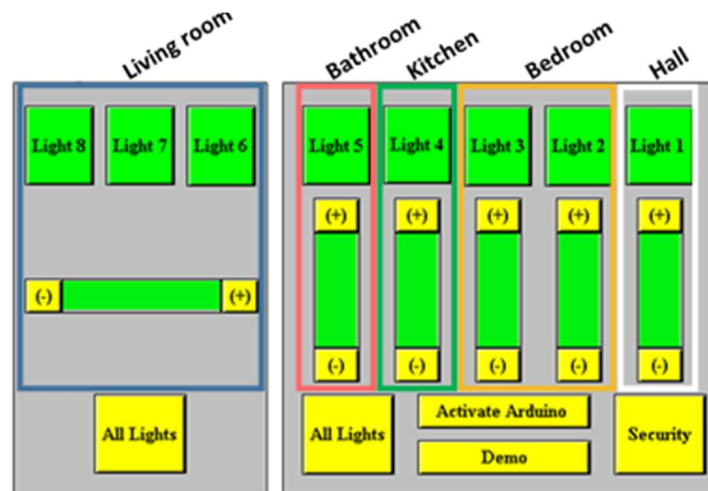 Living room
Bathroom
Kitchen
Bedroom
Hall
Light 8
Light 7
Light 6
Light 5
Light 4
Light 3
Light 2
Light 1
(+)
(+)
(+)
(+)
(-)
(+)
(-)
(-)
(-)
(-)
All Lights
All Lights
Activate Arduino
Demo
Security